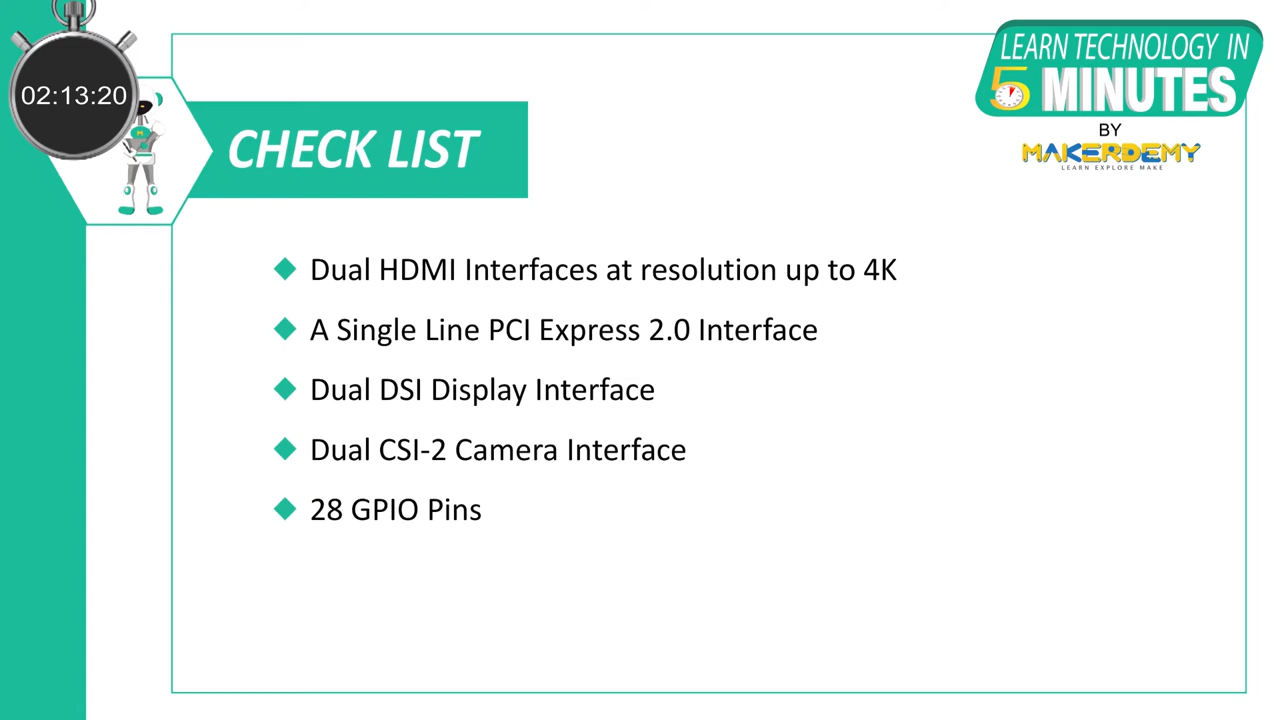 02:13:20
LEARN TECHNOLOGY IN
5 MINUTES
BY
MAKERDEMY
LEARN EXPLORE MAKE
M
CHECK LIST
Dual HDMI Interfaces at resolution up to 4K
A Single Line PCI Express 2.0 Interface
Dual DSI Display Interface
Dual CSI-2 Camera Interface
28 GPIO Pins